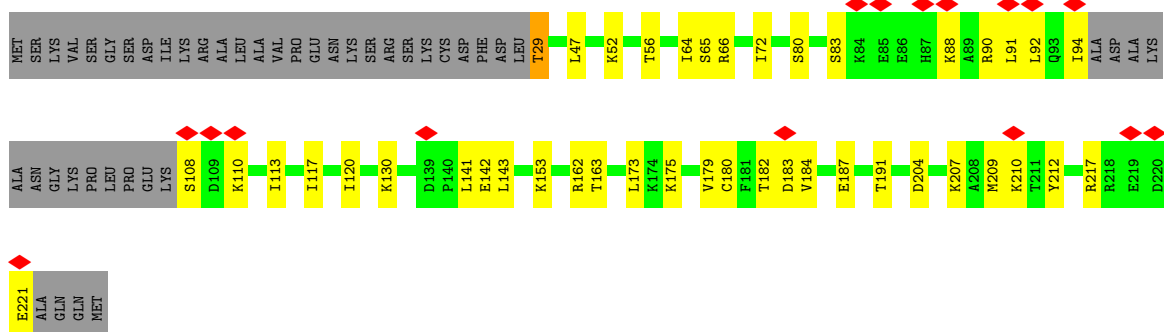 MET SER LYS VAL SER GLY SER ASP ILE LYS ARG ALA LEU ALA VAL PRO GLU ASN LYS SER ARG SER LYS CYS ASP PHE ASP LEU T29 L47 K52 T56 I64 S65 R66 I72 S80 S83 K84 E85 E86 H87 K88 A89 R90 L91 L92 Q93 I94 ALA ASP ALA LYS
ALA ASN GLY LYS PRO LEU PRO GLU LYS S108 D109 K110 I113 I117 I120 K130 D139 P140 L141 E142 L143 K153 R162 T163 L173 K174 K175 V179 C180 F181 T182 D183 V184 E187 T191 D204 K207 A208 M209 K210 T211 Y212 R217 R218 E219 D220
E221 ALA GLN GLN MET